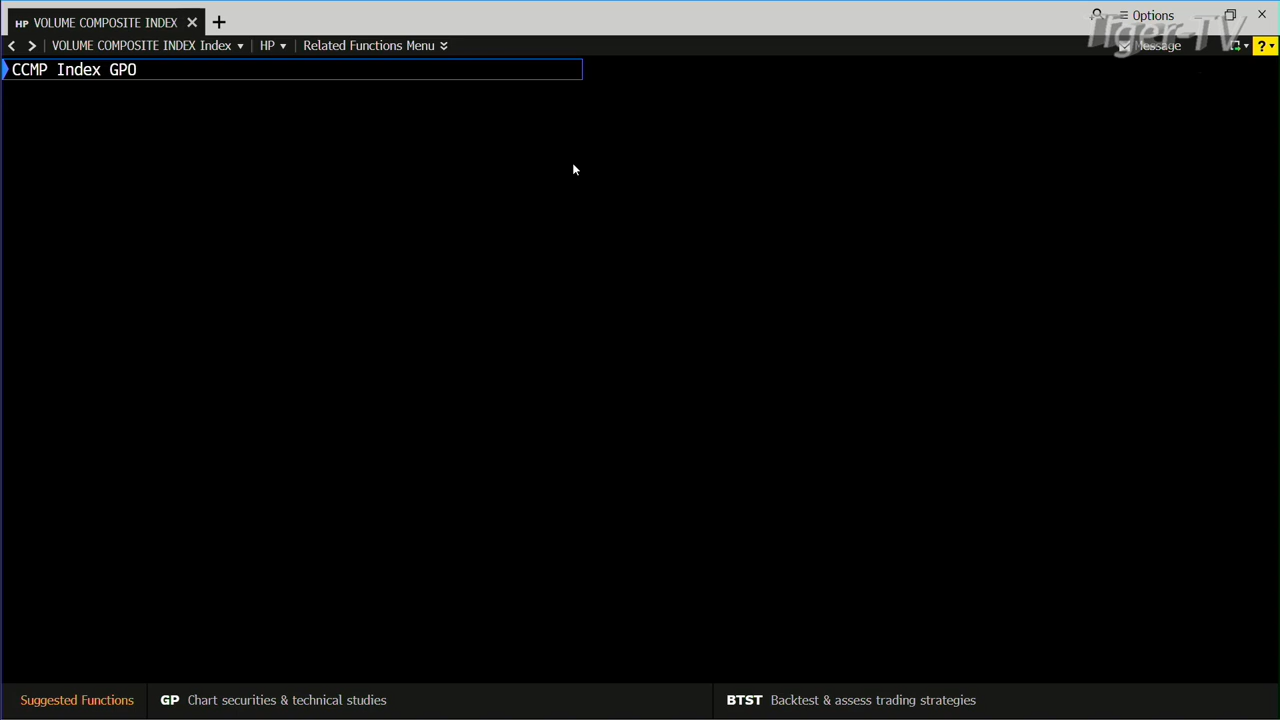 HP VOLUME COMPOSITE INDEX
Options
Tiger-TV
VOLUME COMPOSITE INDEX Index HP Related Functions Menu
Message
?
CCMP Index GPO
Suggested Functions GP Chart securities & technical studies BTST Backtest & assess trading strategies